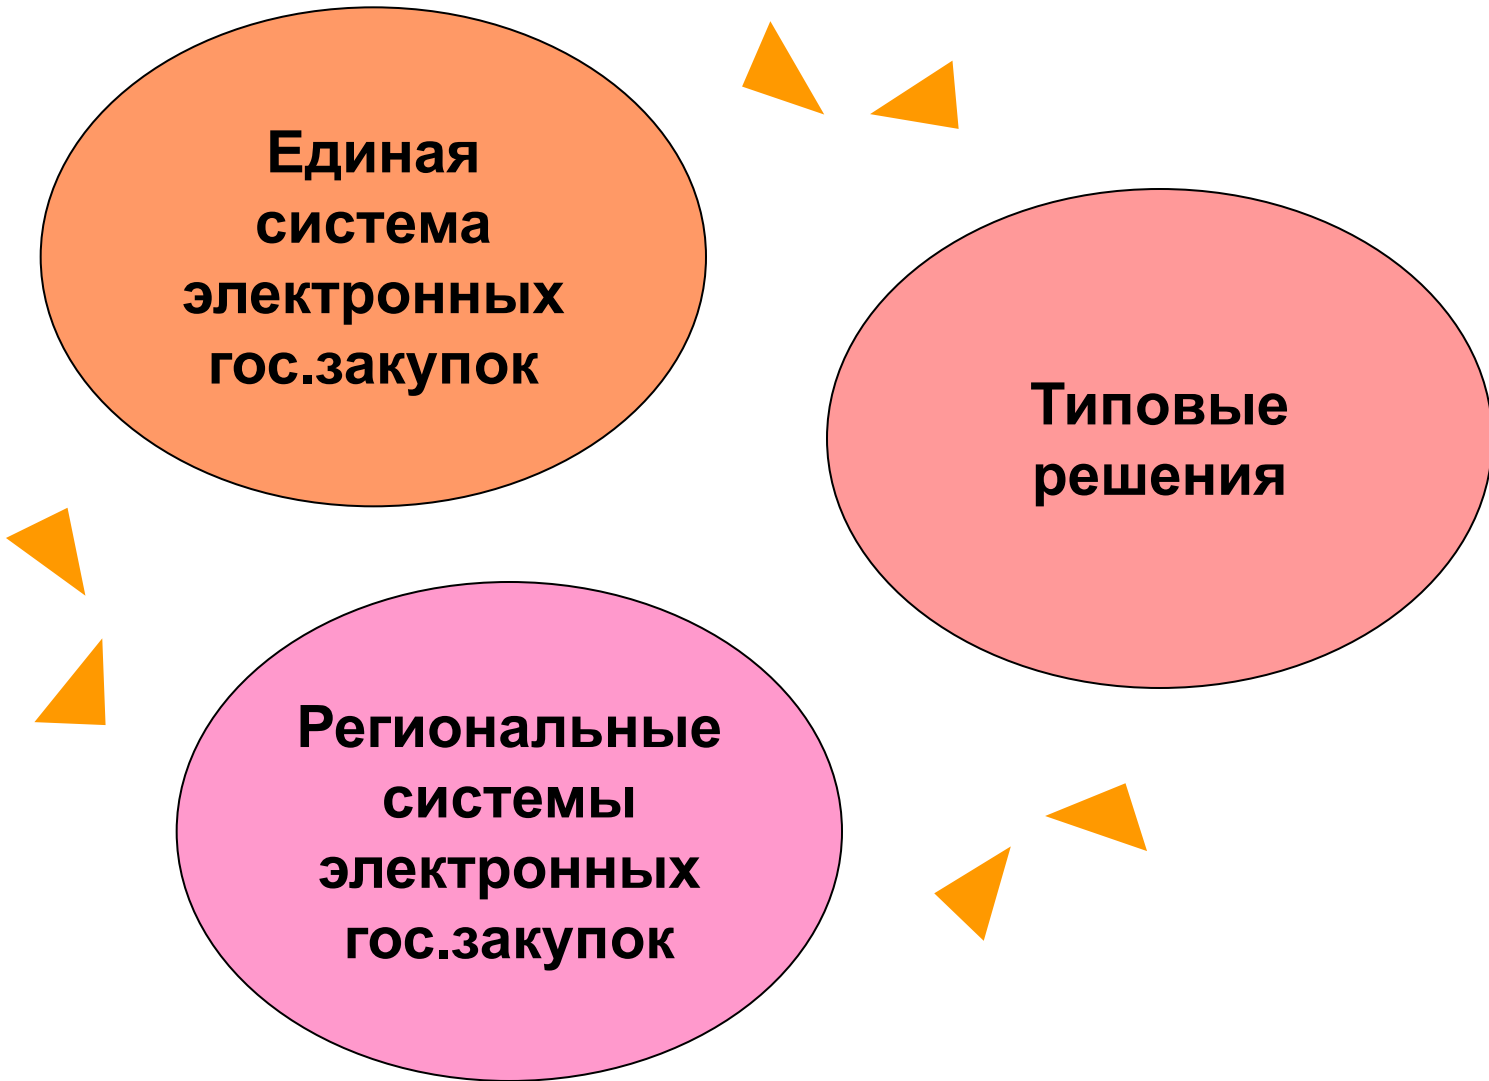 Единая
система
электронных
гос.закупок
Типовые
решения
Региональные
системы
электронных
гос.закупок